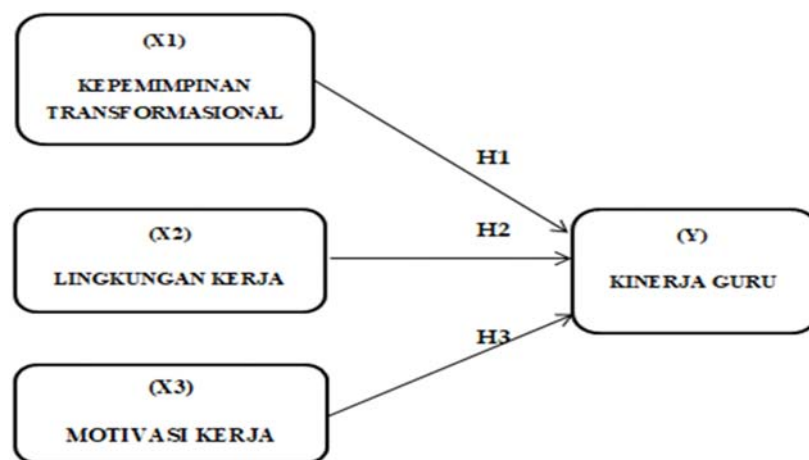 (X1)
KEPEMIMPINAN
TRANSFORMASIONAL
H1
(X2)
LINGKUNGAN KERJA
H2
(Y)
KINERJA GURU
H3
(X3)
MOTIVASI KERJA